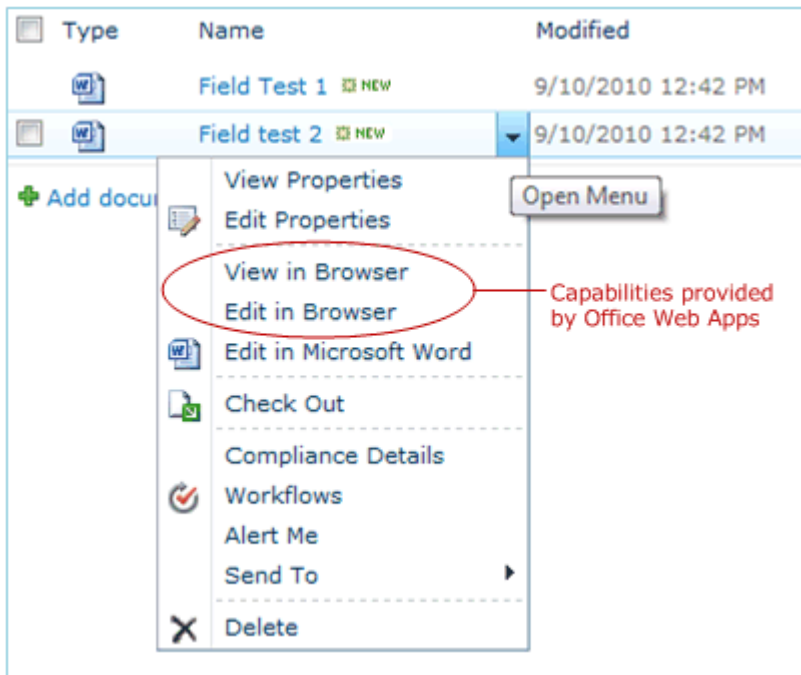 Type Name Modified
Field Test 1 NEW 9/10/2010 12:42 PM
Field test 2 NEW 9/10/2010 12:42 PM
Add docu
View Properties
Open Menu
Edit Properties
View in Browser
Edit in Browser
Capabilities provided
by Office Web Apps
Edit in Microsoft Word
Check Out
Compliance Details
Workflows
Alert Me
Send To
Delete